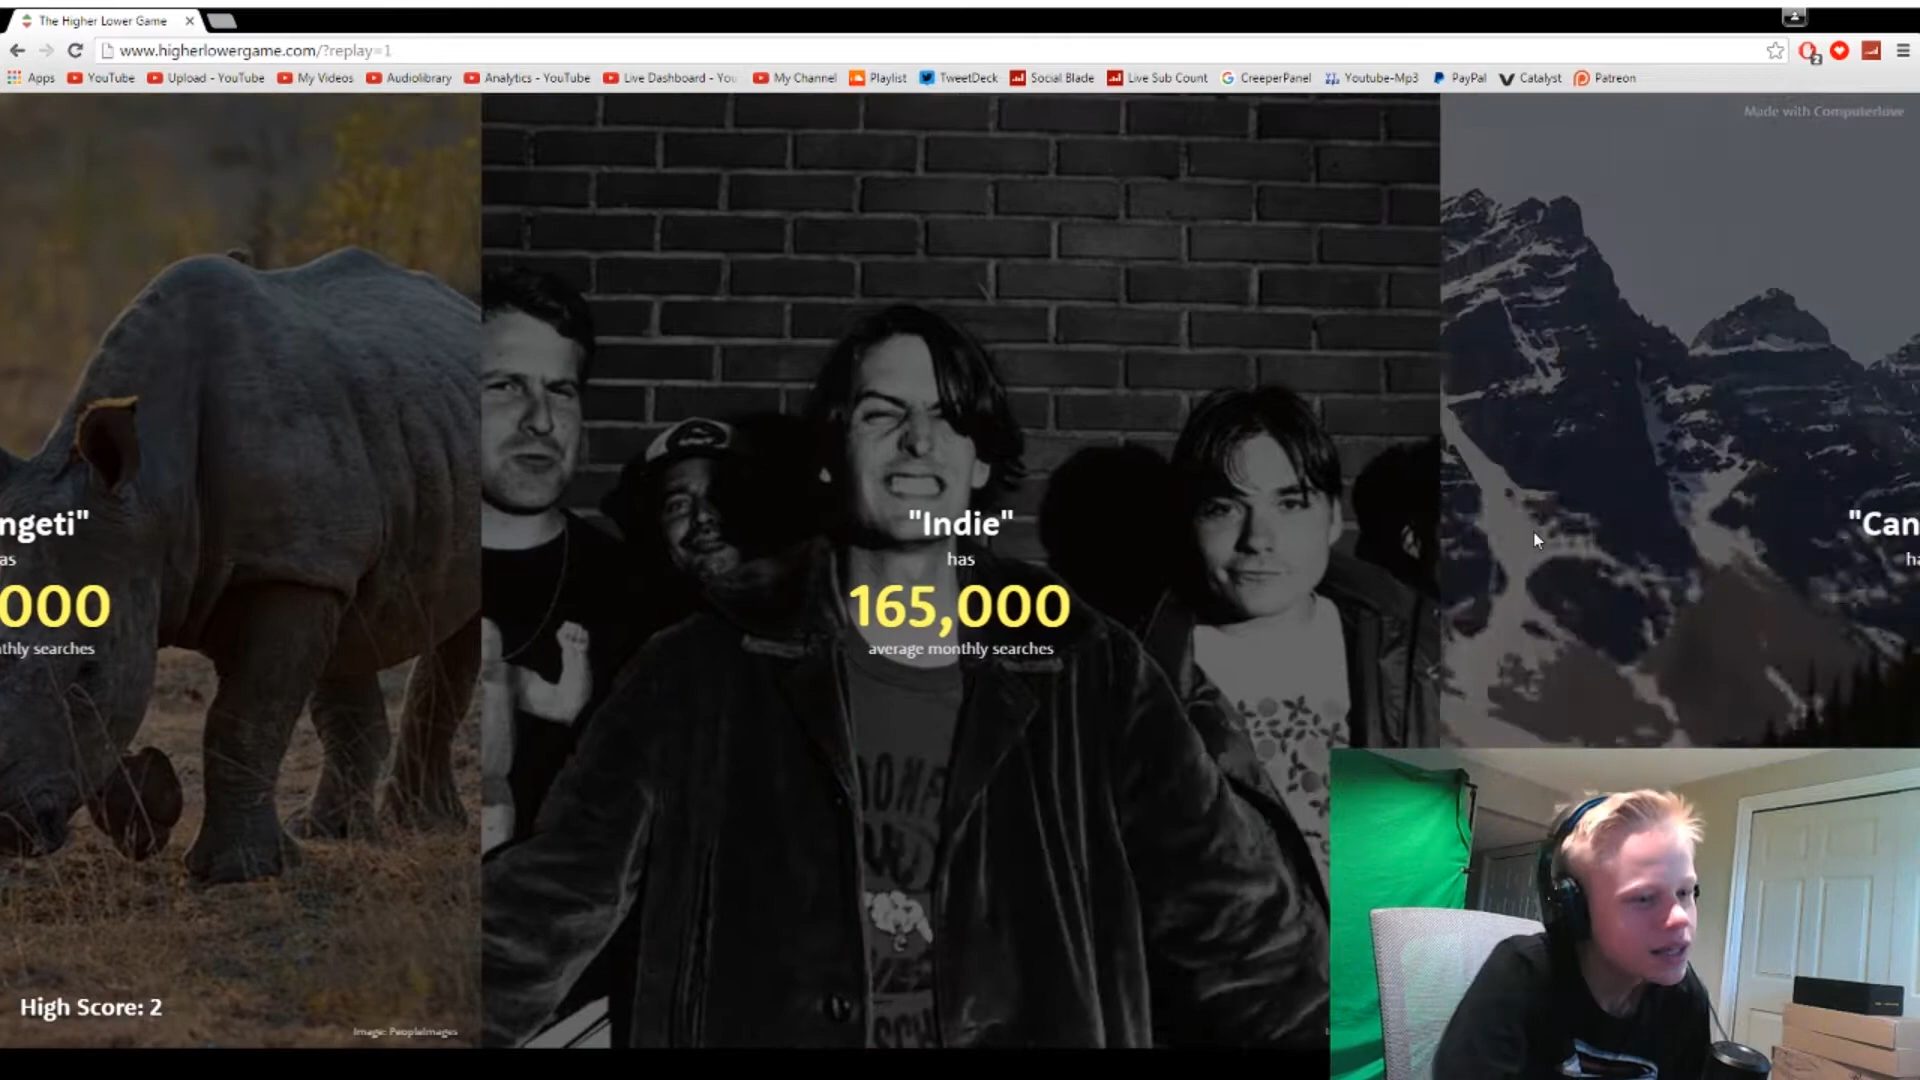 The Higher Lower Game
www.higherlowergame.com/?replay=1
Apps YouTube Upload - YouTube My Videos Audiolibrary Analytics - YouTube Live Dashboard - You My Channel Playlist TweetDeck Social Blade Live Sub Count CreeperPanel Youtube-Mp3 PayPal Catalyst Patreon
Made with Computerlove
ngeti" "Indie" "Can
as has ha
000 165,000
thly searches average monthly searches
High Score: 2
Image: PeopleImages